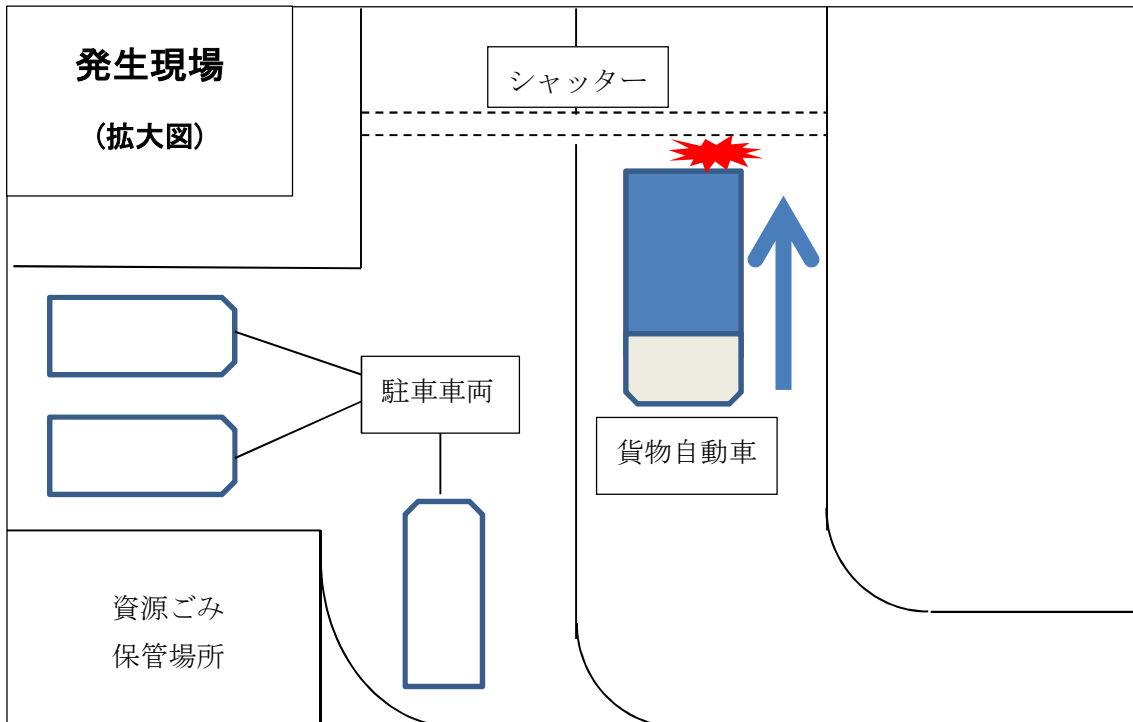 発生現場
（拡大図）
シャッター
駐車車両
貨物自動車
資源ごみ
保管場所